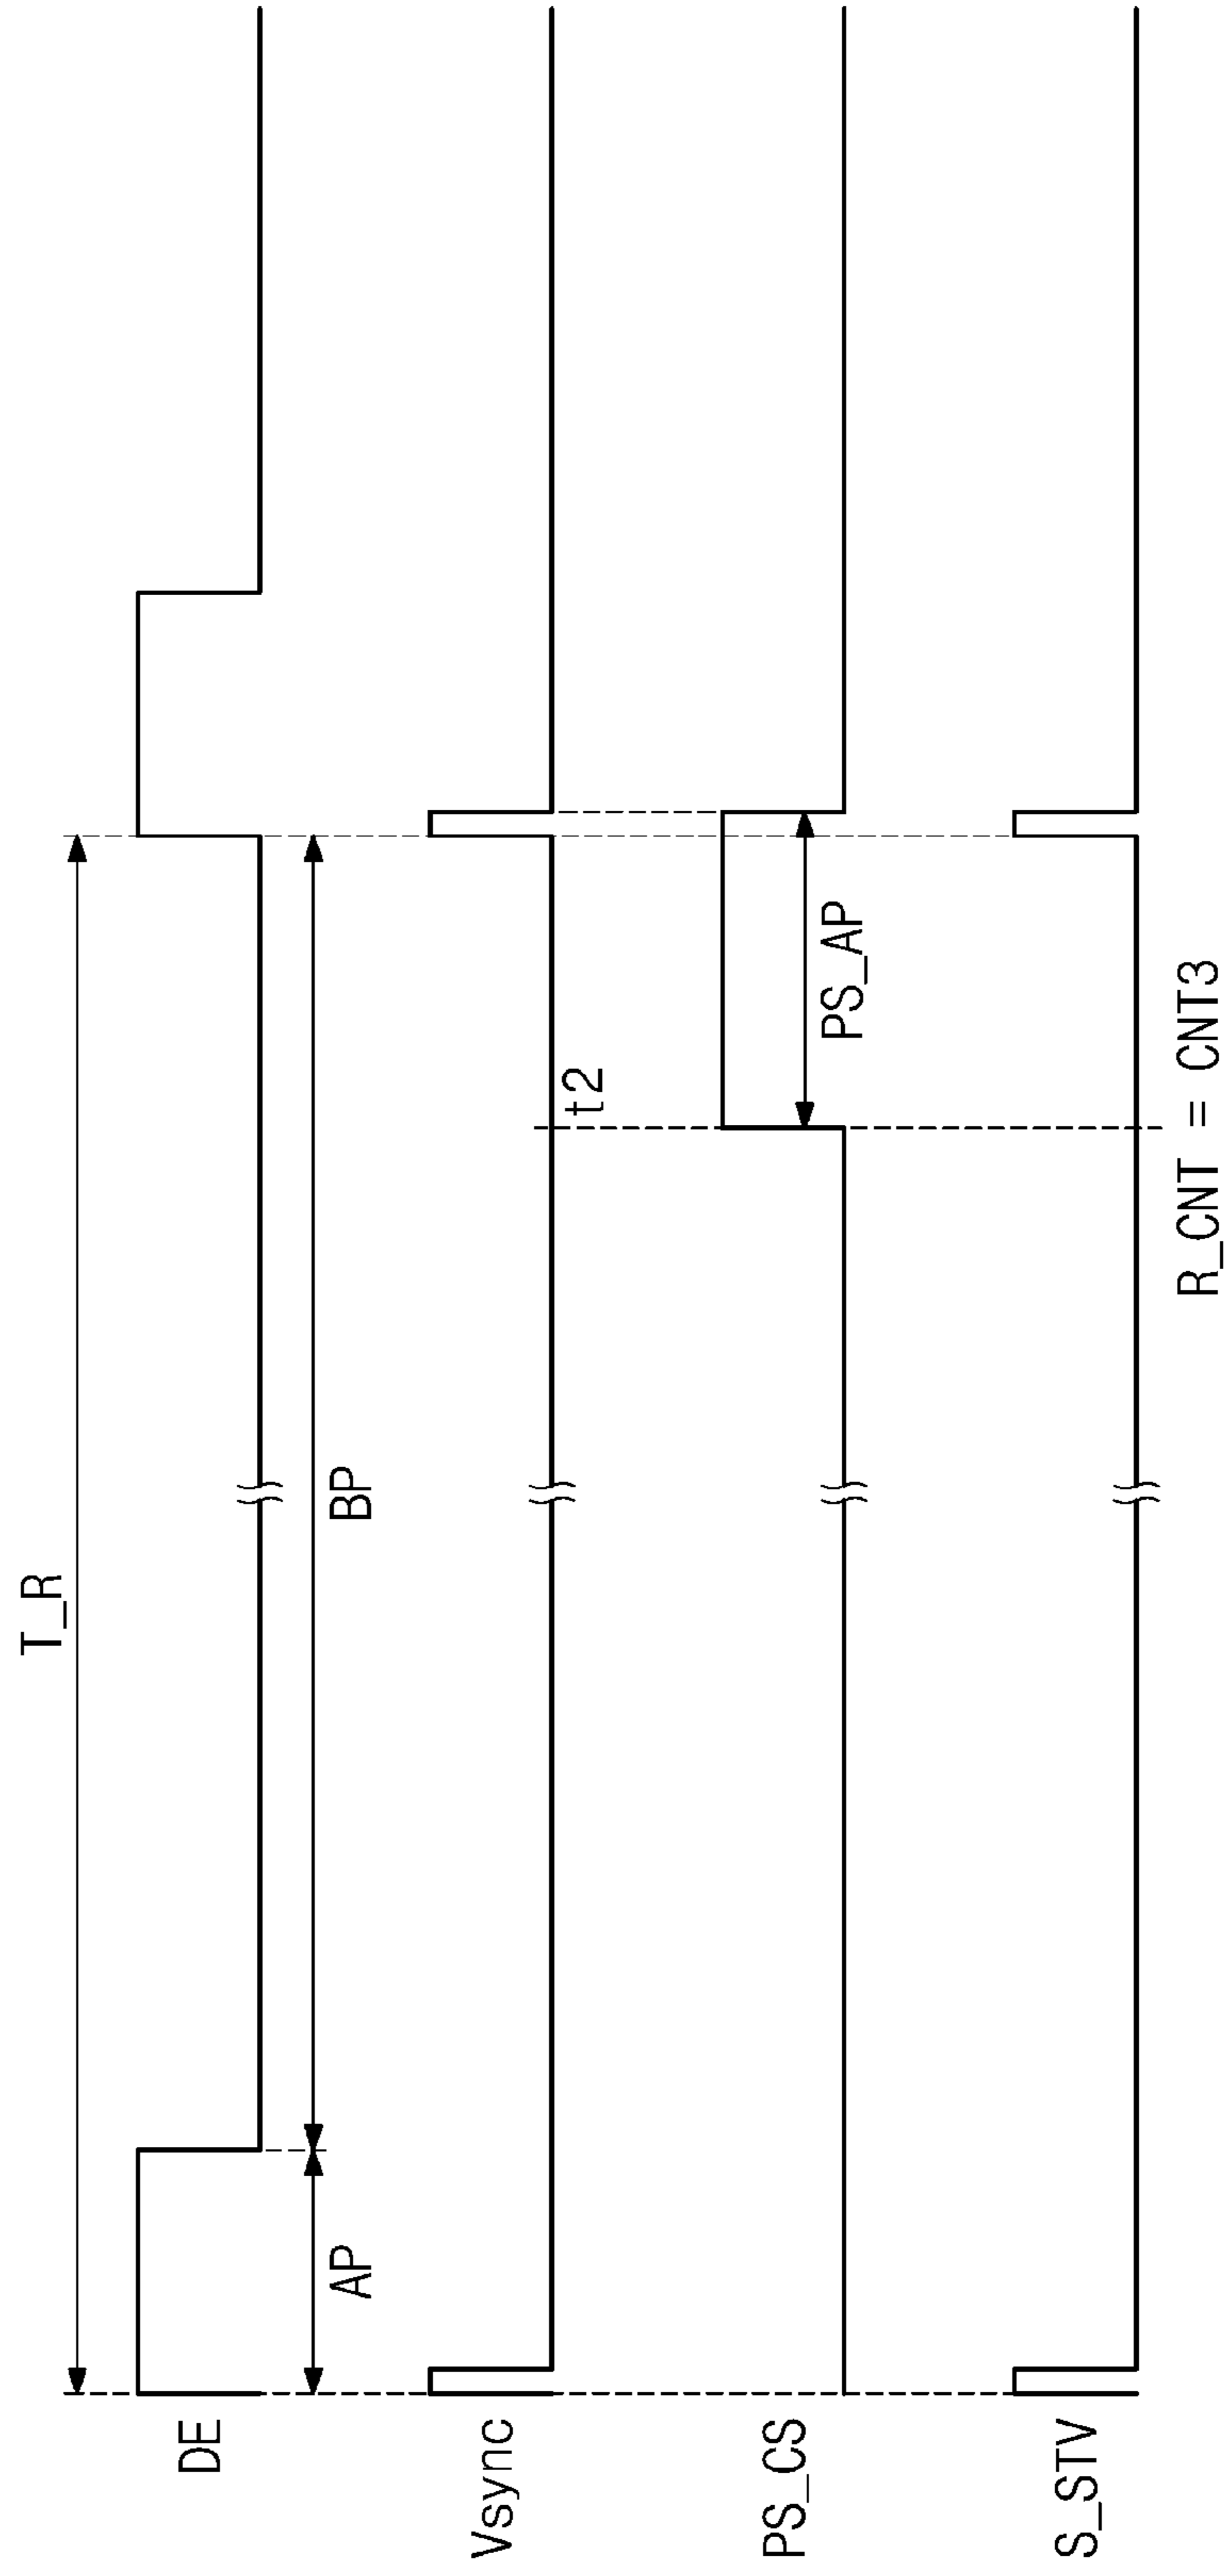 T_R
DE
AP
BP
Vsync
t2
PS_CS
PS_AP
S_STV
R_CNT = CNT3